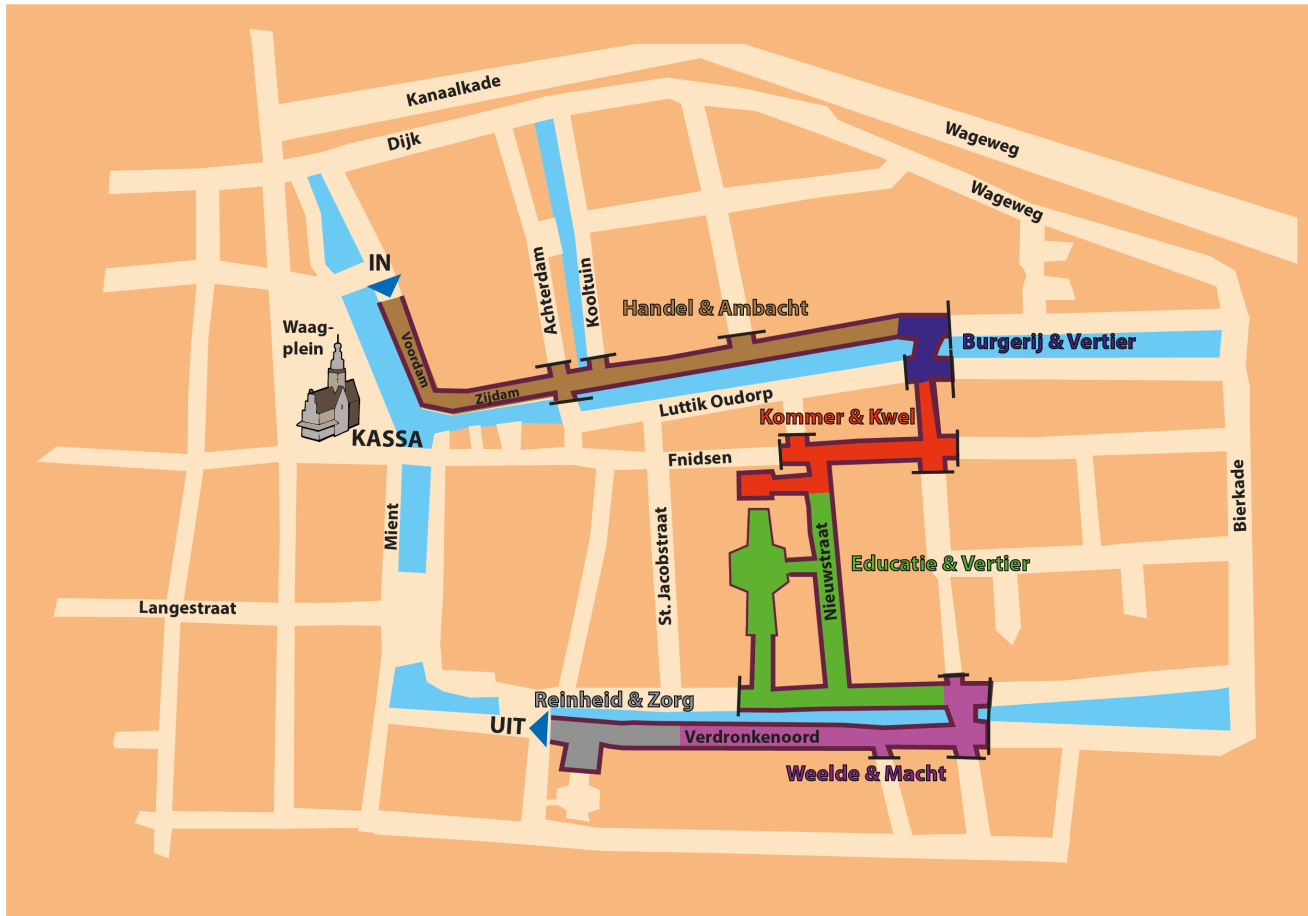 Kanaalkade
Dijk
Wageweg
Wageweg
IN
Achterdam
Kooltuin
Handel & Ambacht
Waag-
plein
Voordam
Burgerij & Vertier
Zijdam
Luttik Oudorp
Kommer & Kwel
KASSA
Fnidsen
Bierkade
Mient
St. Jacobstraat
Nieuwstraat
Educatie & Vertier
Langestraat
Reinheid & Zorg
UIT
Verdronkenoord
Weelde & Macht